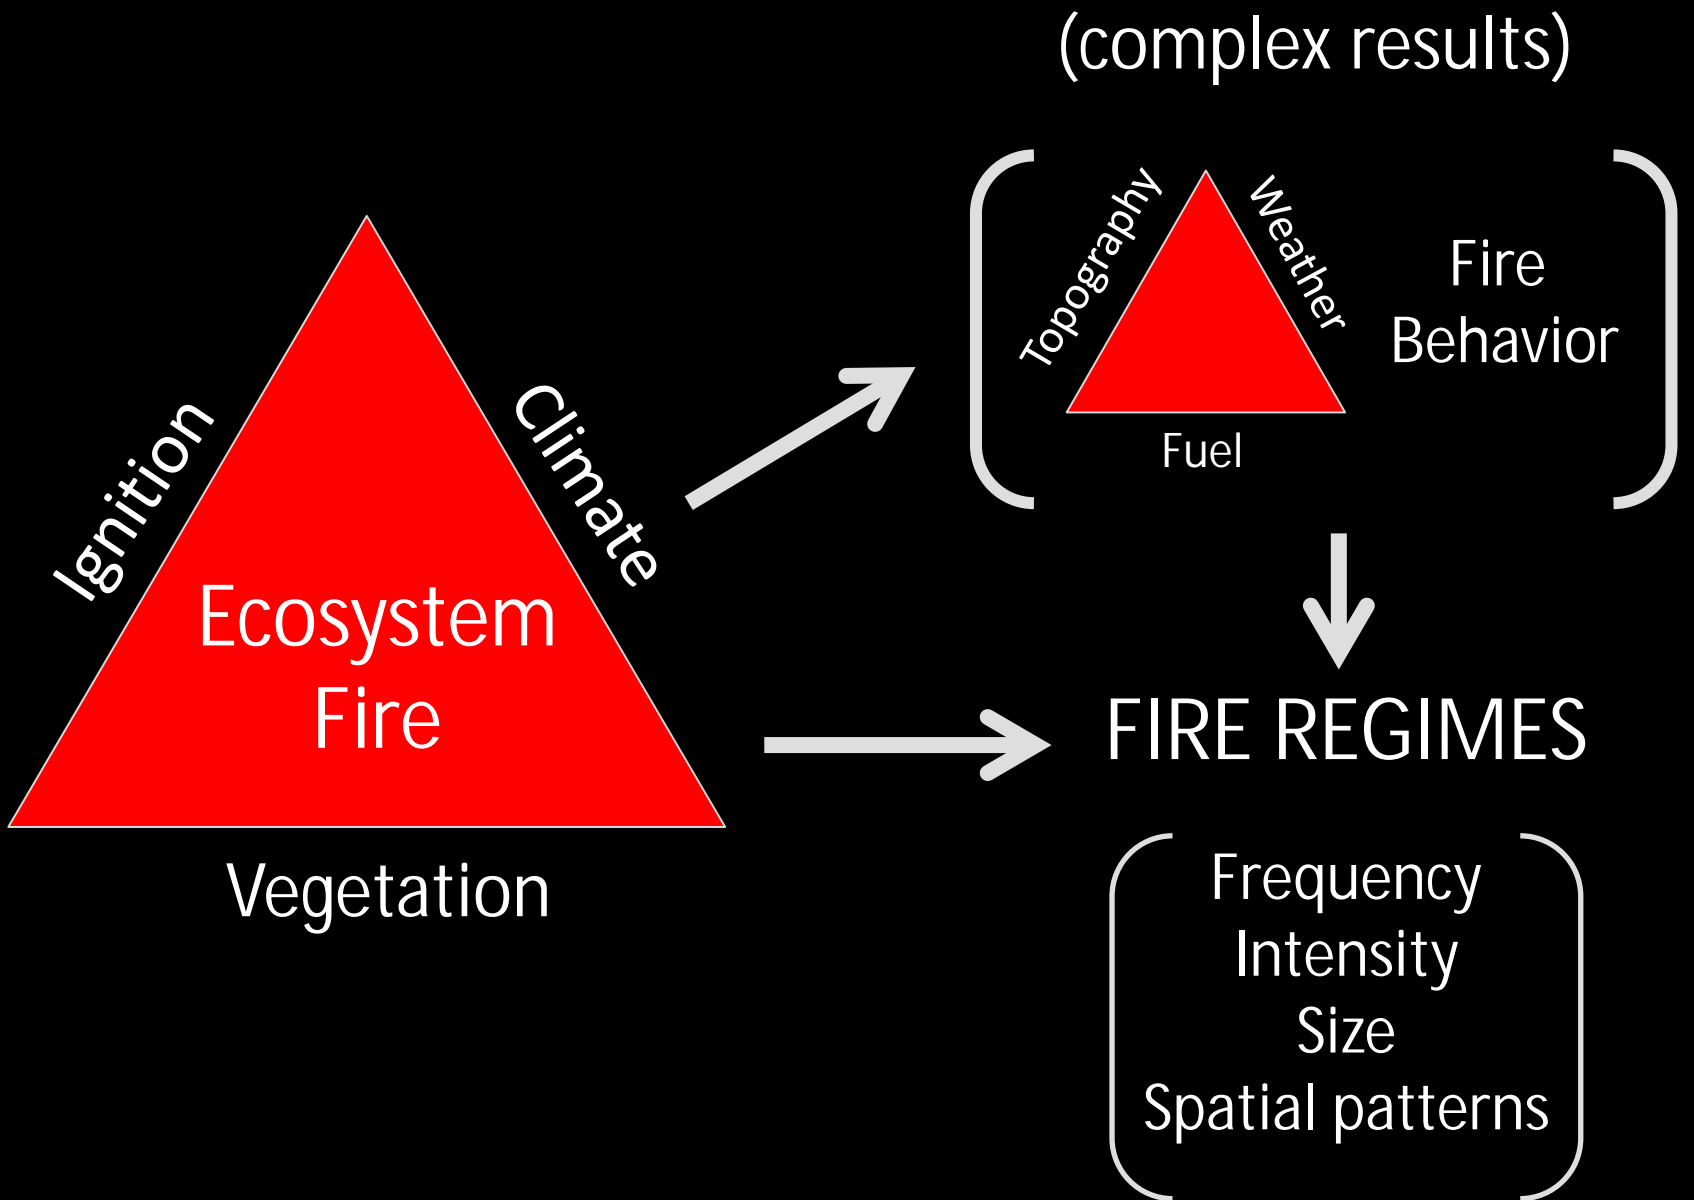 (complex results)
Topography
Weather
Fire
Behavior
Fuel
Ignition
Climate
Ecosystem
Fire
Vegetation
FIRE REGIMES
Frequency
Intensity
Size
Spatial patterns